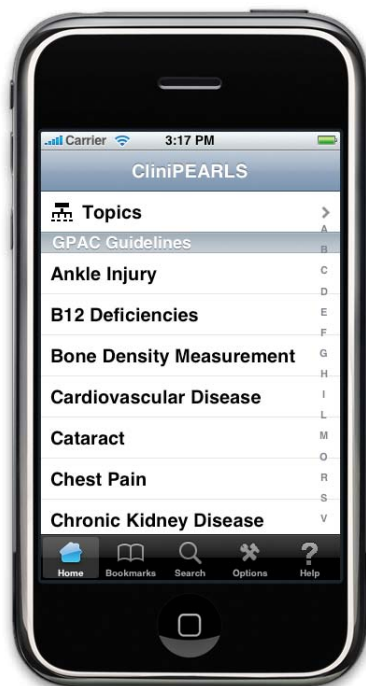 Carrier 3:17 PM
CliniPEARLS
Topics
A
GPAC Guidelines
B
Ankle Injury
C
D
B12 Deficiencies
E
F
Bone Density Measurement
G
H
Cardiovascular Disease
I
L
Cataract
M
O
Chest Pain
R
S
Chronic Kidney Disease
V
Home Bookmarks Search Options Help